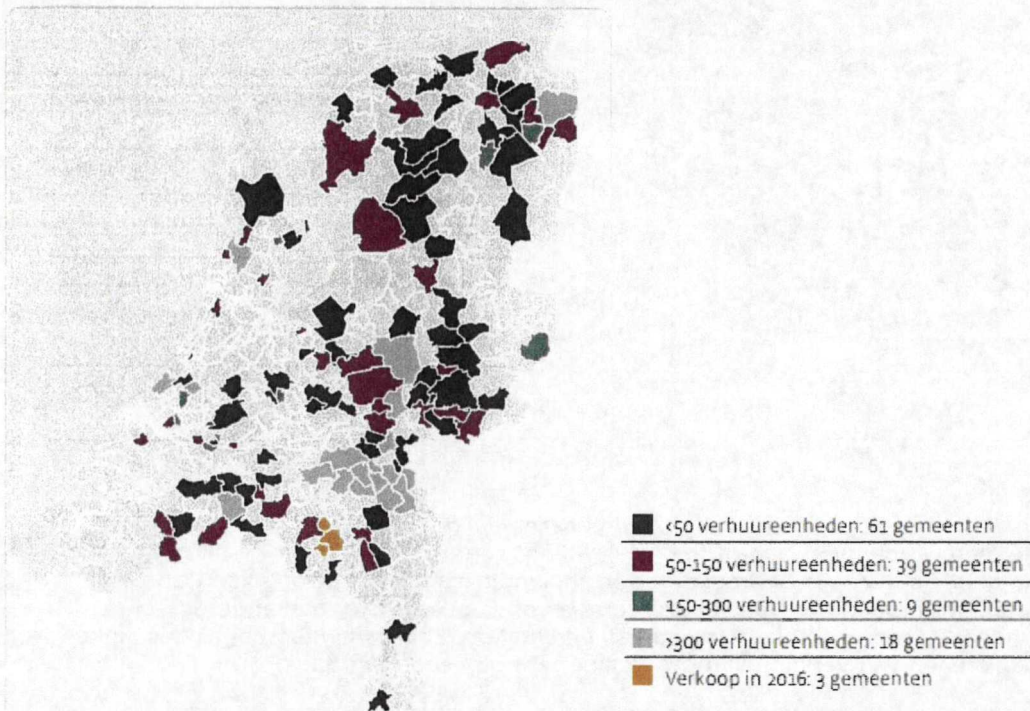 <50 verhuureenheden: 61 gemeenten
50-150 verhuureenheden: 39 gemeenten
150-300 verhuureenheden: 9 gemeenten
>300 verhuureenheden: 18 gemeenten
Verkoop in 2016: 3 gemeenten